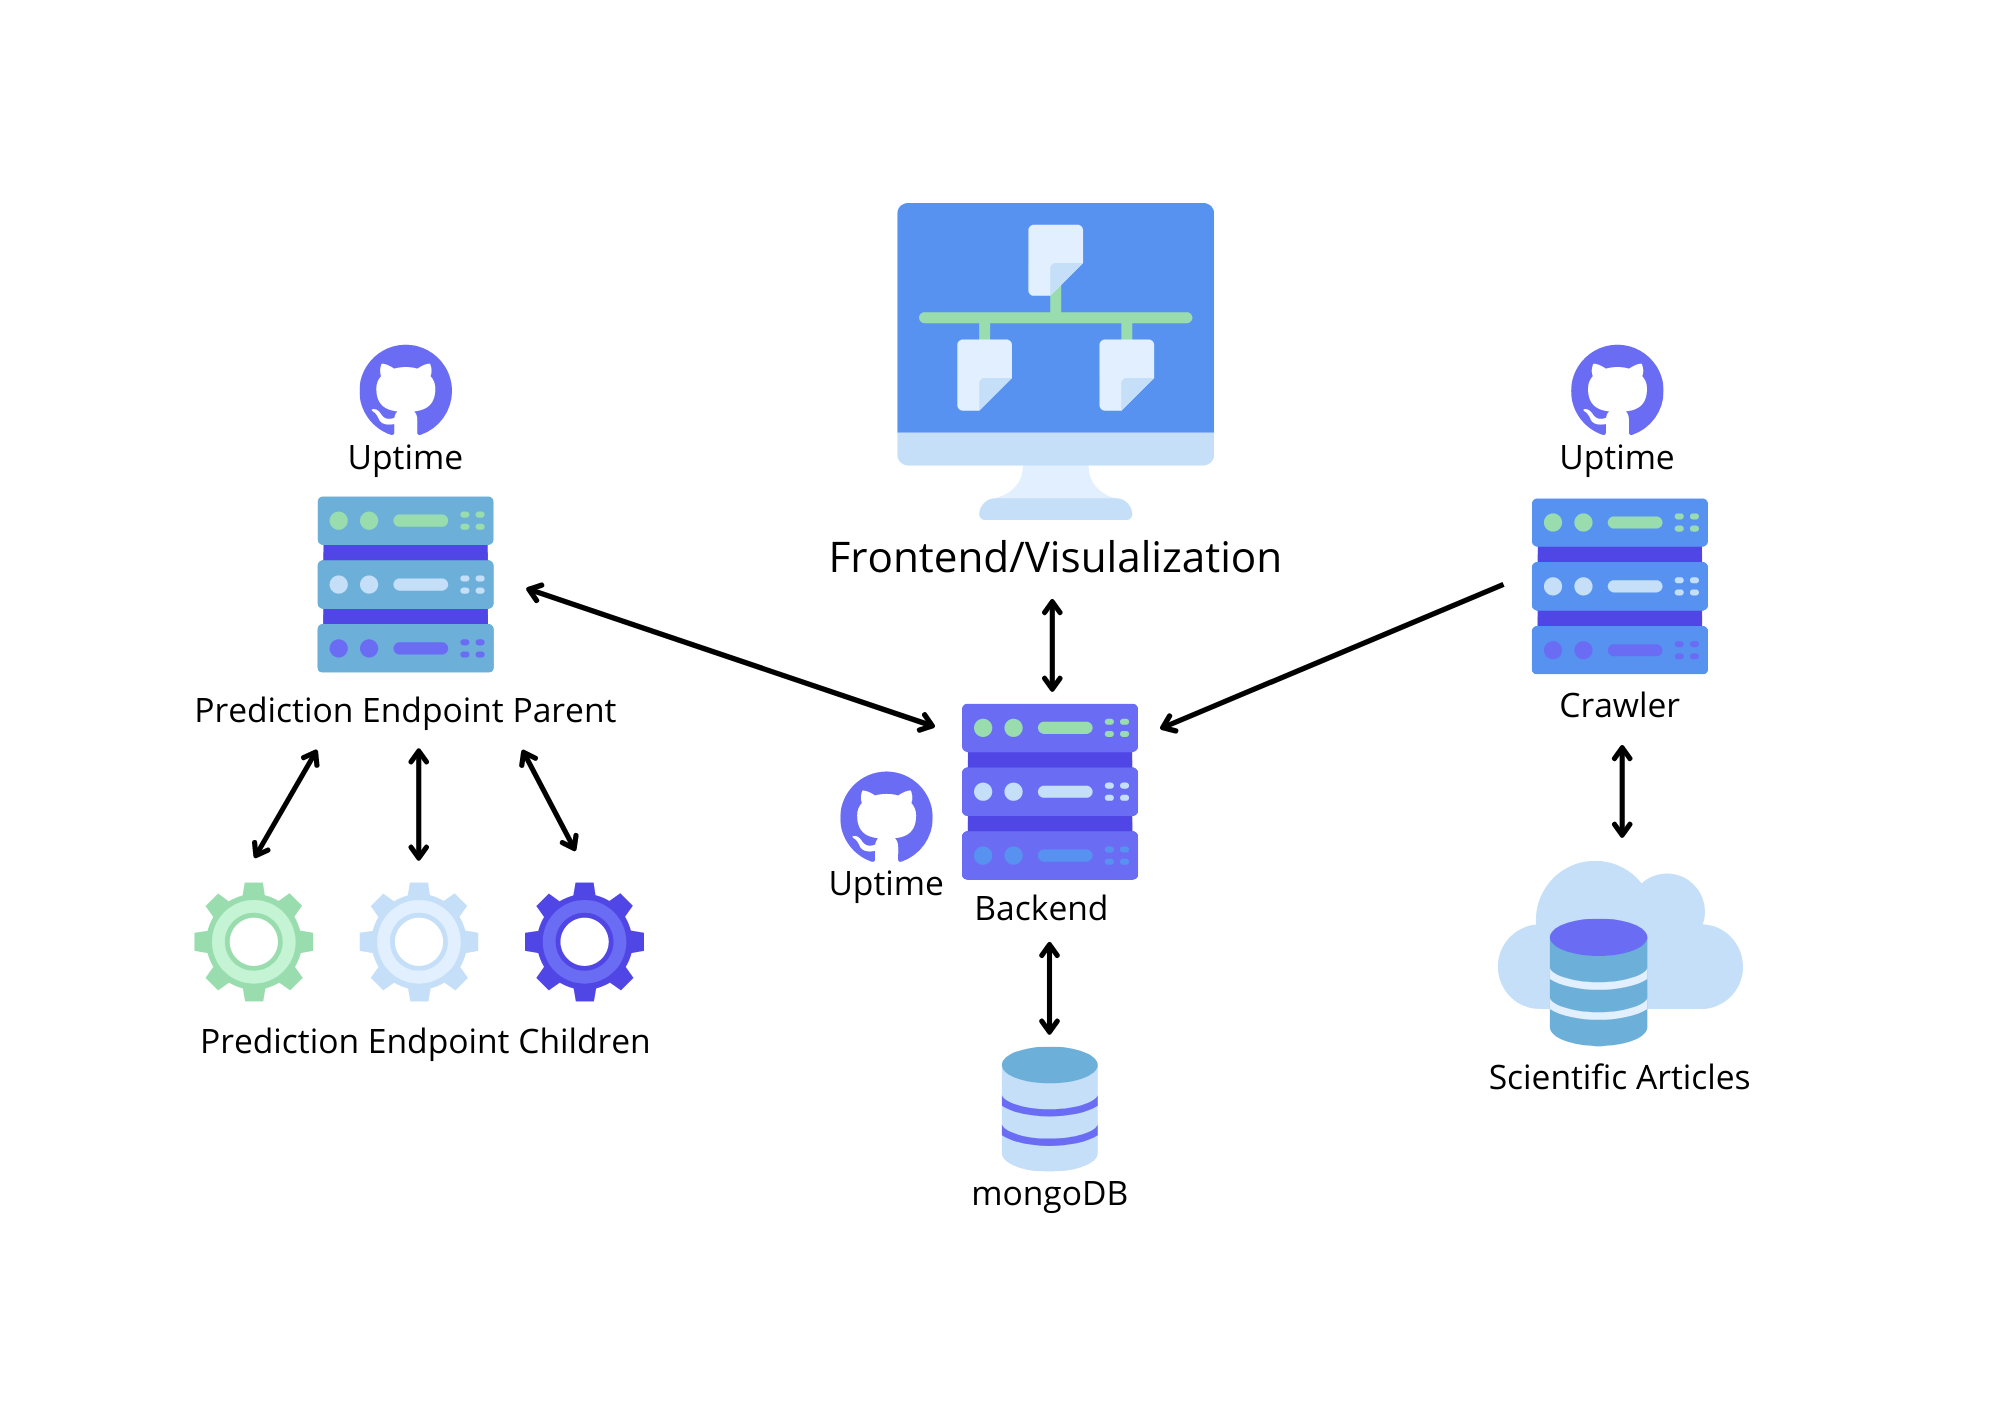 Uptime
Uptime
Frontend/Visulalization
Prediction Endpoint Parent
Crawler
Uptime
Backend
Prediction Endpoint Children
Scientific Articles
mongoDB